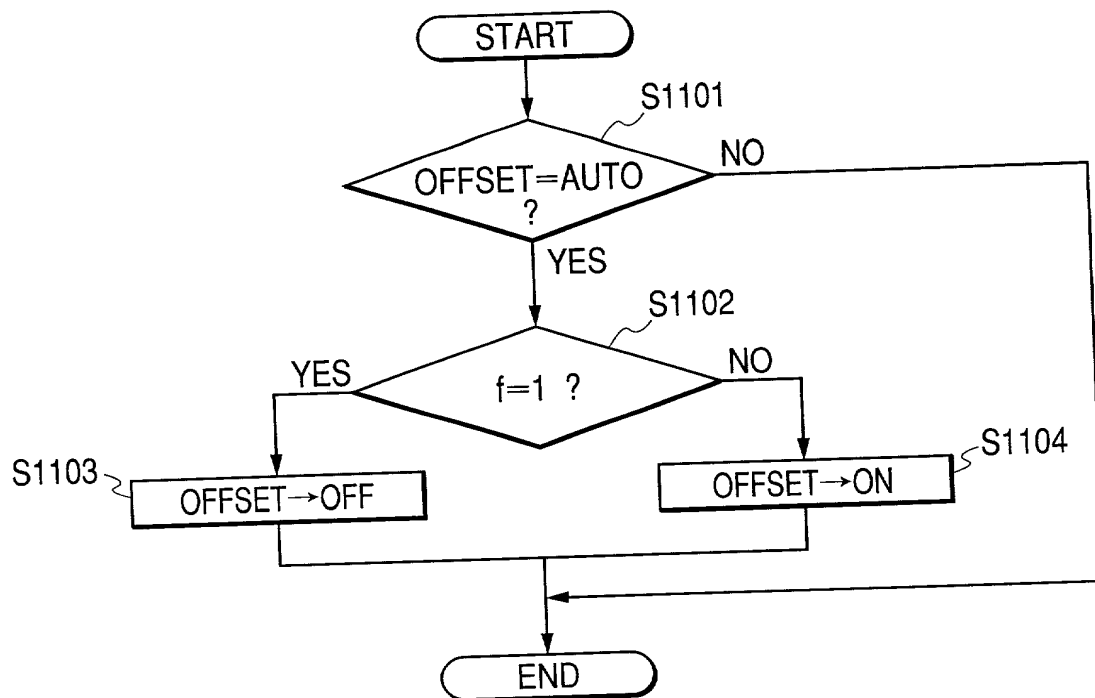 START
S1101
OFFSET=AUTO
?
NO
YES
S1102
f=1 ?
YES
NO
S1103
OFFSET→OFF
S1104
OFFSET→ON
END